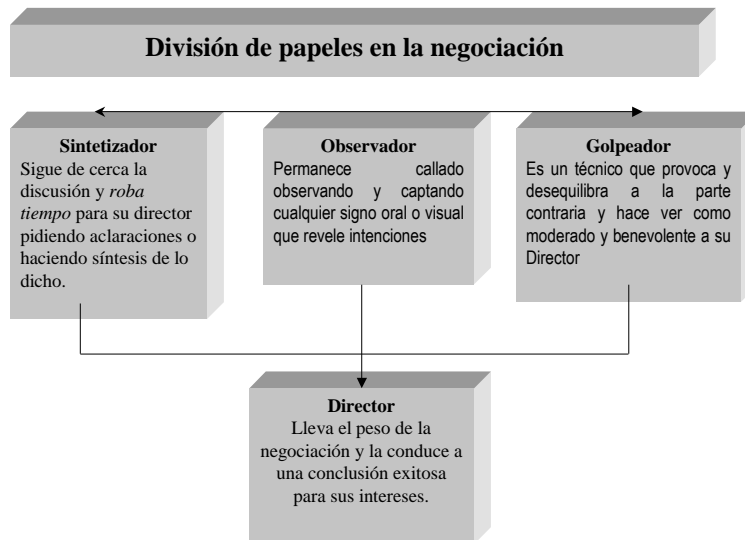 División de papeles en la negociación
Sintetizador
Sigue de cerca la
discusión y roba
tiempo para su director
pidiendo aclaraciones o
haciendo síntesis de lo
dicho.
Observador
Permanece callado
observando y captando
cualquier signo oral o visual
que revele intenciones
Golpeador
Es un técnico que provoca y
desequilibra a la parte
contraria y hace ver como
moderado y benevolente a su
Director
Director
Lleva el peso de la
negociación y la conduce a
una conclusión exitosa
para sus intereses.